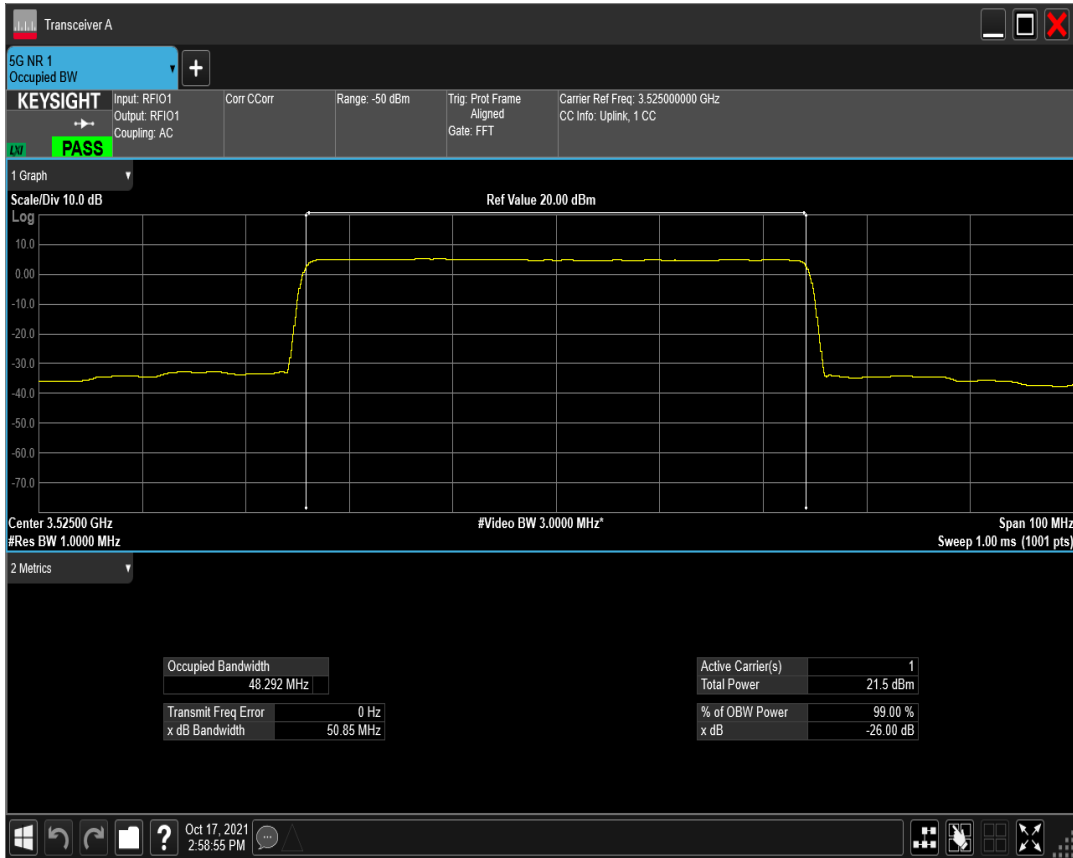 Transceiver A
5G NR 1
Occupied BW
+
KEYSIGHT
LXI
PASS
Input: RFIO1
Output: RFIO1
Coupling: AC
Corr CCorr
Range: -50 dBm
Trig: Prot Frame
Aligned
Gate: FFT
Carrier Ref Freq: 3.525000000 GHz
CC Info: Uplink, 1 CC
1 Graph
Scale/Div 10.0 dB
Ref Value 20.00 dBm
Log
10.0
0.00
-10.0
-20.0
-30.0
-40.0
-50.0
-60.0
-70.0
Center 3.52500 GHz
#Video BW 3.0000 MHz*
Span 100 MHz
#Res BW 1.0000 MHz
Sweep 1.00 ms (1001 pts)
2 Metrics
Occupied Bandwidth
48.292 MHz
Transmit Freq Error 0 Hz
x dB Bandwidth 50.85 MHz
Active Carrier(s) 1
Total Power 21.5 dBm
% of OBW Power 99.00 %
x dB -26.00 dB
?
Oct 17, 2021
2:58:55 PM